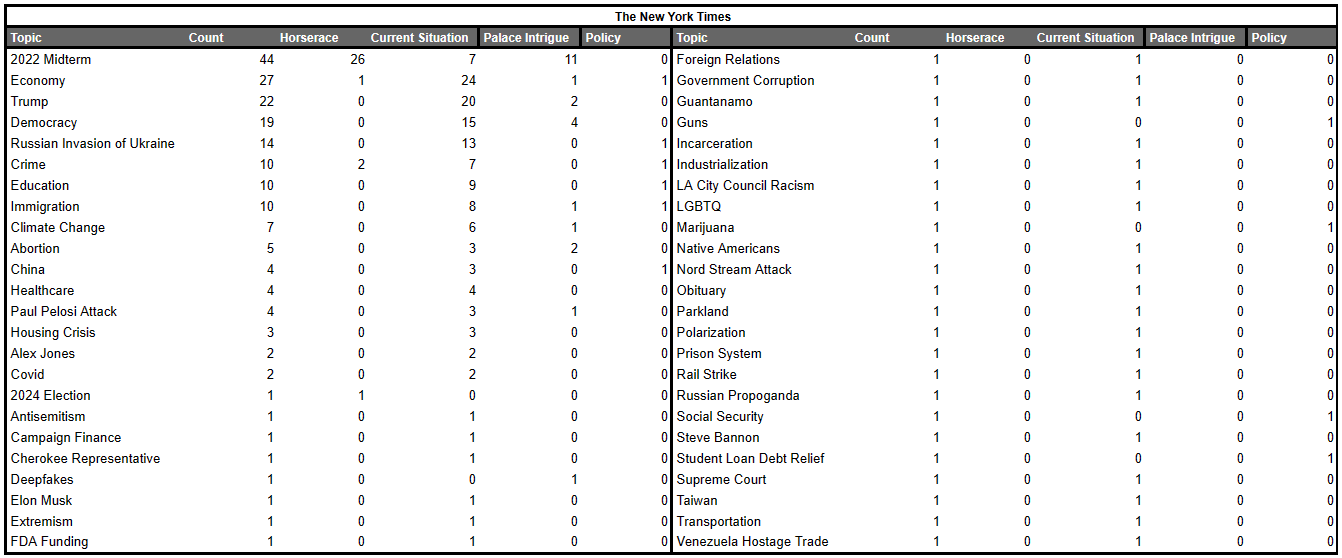 The New York Times
Topic Count Horserace Current Situation Palace Intrigue Policy Topic Count Horserace Current Situation Palace Intrigue Policy
2022 Midterm 44 26 7 11 0 Foreign Relations 1 0 1 0 0
Economy 27 1 24 1 1 Government Corruption 1 0 1 0 0
Trump 22 0 20 2 0 Guantanamo 1 0 1 0 0
Democracy 19 0 15 4 0 Guns 1 0 0 0 1
Russian Invasion of Ukraine 14 0 13 0 1 Incarceration 1 0 1 0 0
Crime 10 2 7 0 1 Industrialization 1 0 1 0 0
Education 10 0 9 0 1 LA City Council Racism 1 0 1 0 0
Immigration 10 0 8 1 1 LGBTQ 1 0 1 0 0
Climate Change 7 0 6 1 0 Marijuana 1 0 0 0 1
Abortion 5 0 3 2 0 Native Americans 1 0 1 0 0
China 4 0 3 0 1 Nord Stream Attack 1 0 1 0 0
Healthcare 4 0 4 0 0 Obituary 1 0 1 0 0
Paul Pelosi Attack 4 0 3 1 0 Parkland 1 0 1 0 0
Housing Crisis 3 0 3 0 0 Polarization 1 0 1 0 0
Alex Jones 2 0 2 0 0 Prison System 1 0 1 0 0
Covid 2 0 2 0 0 Rail Strike 1 0 1 0 0
2024 Election 1 1 0 0 0 Russian Propoganda 1 0 1 0 0
Antisemitism 1 0 1 0 0 Social Security 1 0 0 0 1
Campaign Finance 1 0 1 0 0 Steve Bannon 1 0 1 0 0
Cherokee Representative 1 0 1 0 0 Student Loan Debt Relief 1 0 0 0 1
Deepfakes 1 0 0 1 0 Supreme Court 1 0 1 0 0
Elon Musk 1 0 1 0 0 Taiwan 1 0 1 0 0
Extremism 1 0 1 0 0 Transportation 1 0 1 0 0
FDA Funding 1 0 1 0 0 Venezuela Hostage Trade 1 0 1 0 0